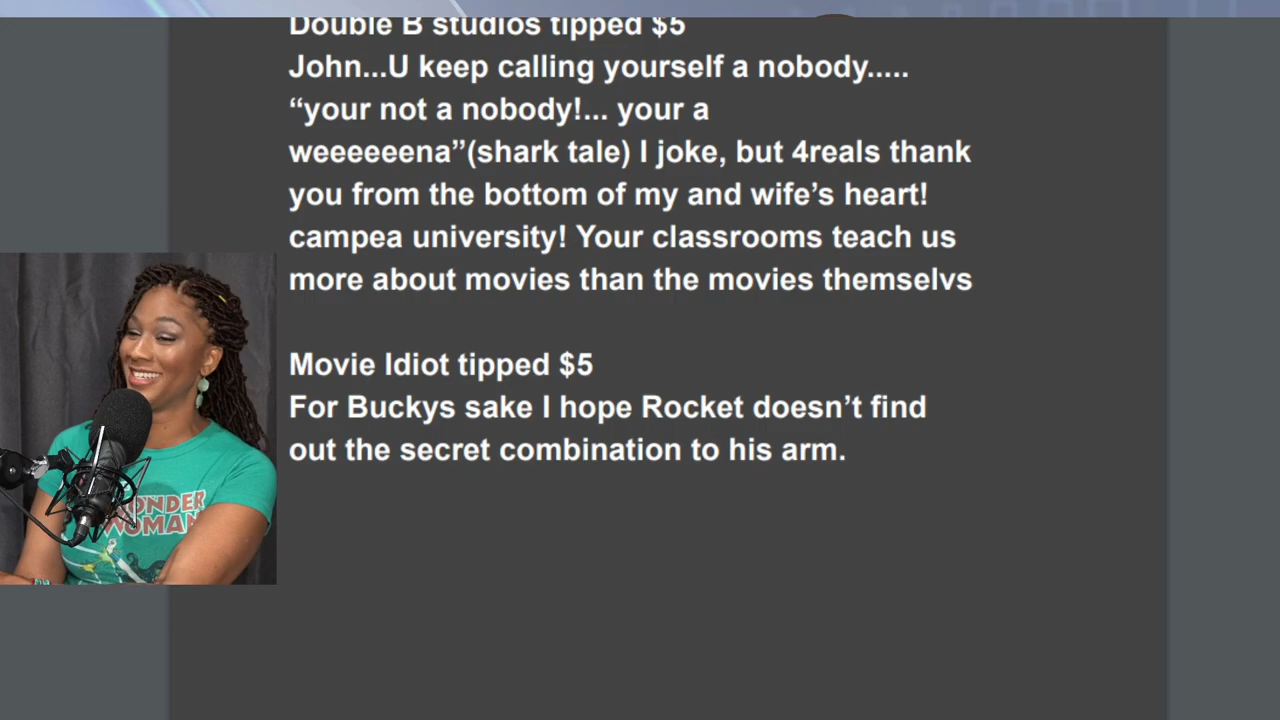 Double B studios tipped $5
John...U keep calling yourself a nobody.....
“your not a nobody!... your a
weeeeeena”(shark tale) I joke, but 4reals thank
you from the bottom of my and wife’s heart!
campea university! Your classrooms teach us
more about movies than the movies themselvs
Movie Idiot tipped $5
For Buckys sake I hope Rocket doesn’t find
out the secret combination to his arm.
WONDER
WOMAN